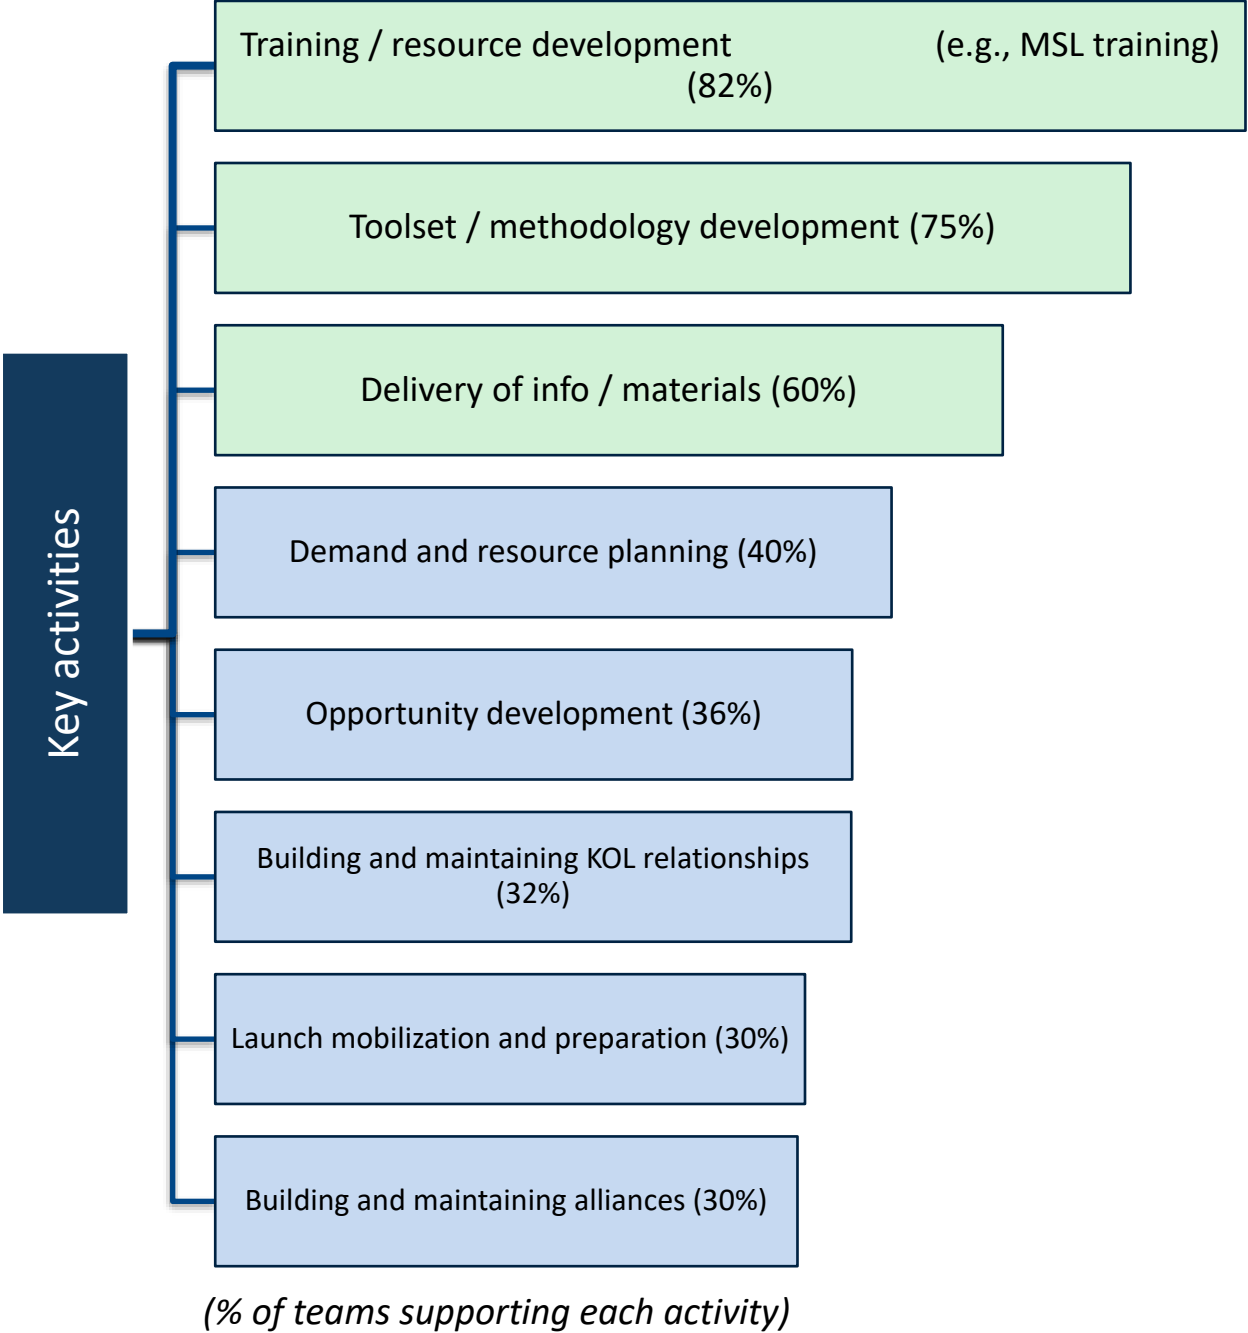 Training / resource development (e.g., MSL training)
(82%)
Toolset / methodology development (75%)
Delivery of info / materials (60%)
Key activities
Demand and resource planning (40%)
Opportunity development (36%)
Building and maintaining KOL relationships
(32%)
Launch mobilization and preparation (30%)
Building and maintaining alliances (30%)
(% of teams supporting each activity)